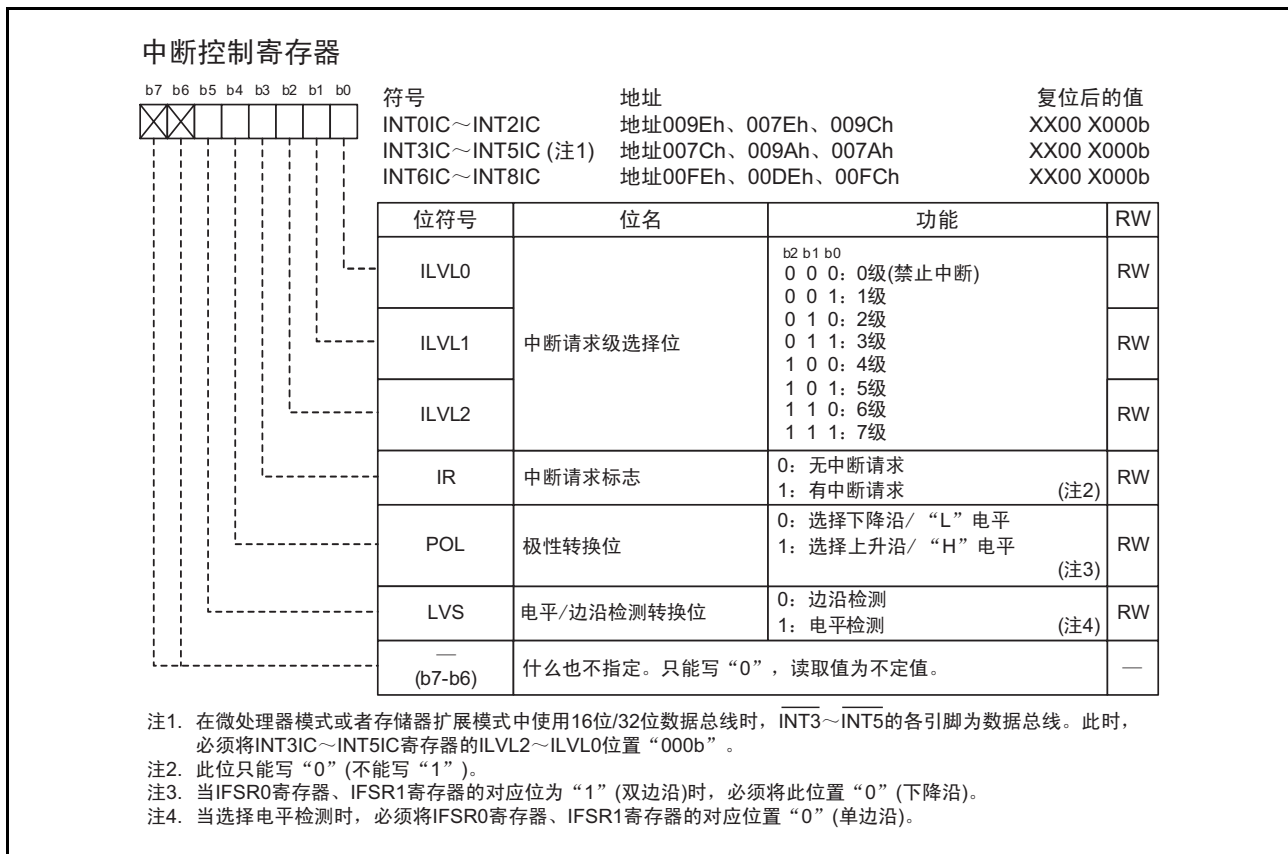 中断控制寄存器
b7 b6 b5 b4 b3 b2 b1 b0
符号 地址 复位后的值
INT0IC～INT2IC 地址009Eh、007Eh、009Ch XX00 X000b
INT3IC～INT5IC (注1) 地址007Ch、009Ah、007Ah XX00 X000b
INT6IC～INT8IC 地址00FEh、00DEh、00FCh XX00 X000b
位符号 位名 功能 RW
ILVL0 RW
ILVL1 中断请求级选择位 RW
ILVL2 RW
b2 b1 b0
0 0 0：0级(禁止中断)
0 0 1：1级
0 1 0：2级
0 1 1：3级
1 0 0：4级
1 0 1：5级
1 1 0：6级
1 1 1：7级
IR 中断请求标志 RW
0：无中断请求
1：有中断请求 (注2)
POL 极性转换位 RW
0：选择下降沿/ “L”电平
1：选择上升沿/ “H”电平
(注3)
LVS 电平/边沿检测转换位 RW
0：边沿检测
1：电平检测 (注4)
—
(b7-b6) 什么也不指定。只能写“0”，读取值为不定值。 —
注1. 在微处理器模式或者存储器扩展模式中使用16位/32位数据总线时，I̅N̅T̅3̅～I̅N̅T̅5̅的各引脚为数据总线。此时，
必须将INT3IC～INT5IC寄存器的ILVL2～ILVL0位置“000b”。
注2. 此位只能写“0”(不能写“1”)。
注3. 当IFSR0寄存器、IFSR1寄存器的对应位为“1”(双边沿)时，必须将此位置“0”(下降沿)。
注4. 当选择电平检测时，必须将IFSR0寄存器、IFSR1寄存器的对应位置“0”(单边沿)。